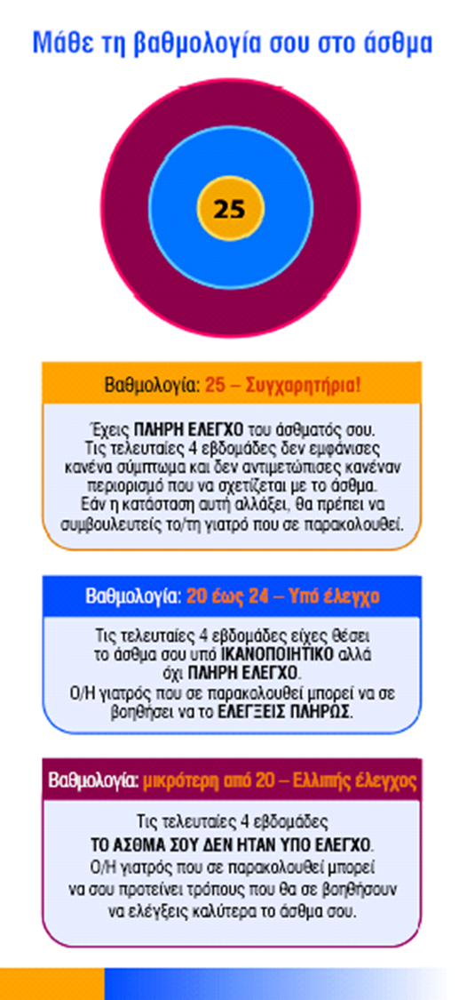 Μάθε τη βαθμολογία σου στο άσθμα
25
Βαθμολογία: 25 – Συγχαρητήρια!
Έχεις ΠΛΗΡΗ ΕΛΕΓΧΟ του άσθματός σου.
Τις τελευταίες 4 εβδομάδες δεν εμφάνισες
κανένα σύμπτωμα και δεν αντιμετώπισες κανέναν
περιορισμό που να σχετίζεται με το άσθμα.
Εάν η κατάσταση αυτή αλλάξει, θα πρέπει να
συμβουλευτείς το/τη γιατρό που σε παρακολουθεί.
Βαθμολογία: 20 έως 24 – Υπό έλεγχο
Τις τελευταίες 4 εβδομάδες είχες θέσει
το άσθμα σου υπό ΙΚΑΝΟΠΟΙΗΤΙΚΟ αλλά
όχι ΠΛΗΡΗ ΕΛΕΓΧΟ.
Ο/Η γιατρός που σε παρακολουθεί μπορεί να σε
βοηθήσει να το ΕΛΕΓΞΕΙΣ ΠΛΗΡΩΣ.
Βαθμολογία: μικρότερη από 20 – Ελλιπής έλεγχος
Τις τελευταίες 4 εβδομάδες
ΤΟ ΑΣΘΜΑ ΣΟΥ ΔΕΝ ΗΤΑΝ ΥΠΟ ΕΛΕΓΧΟ.
Ο/Η γιατρός που σε παρακολουθεί μπορεί
να σου προτείνει τρόπους που θα σε βοηθήσουν
να ελέγξεις καλύτερα το άσθμα σου.